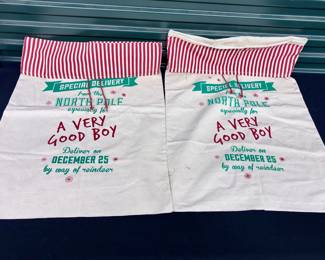 SPECIAL DELIVERY
from the
NORTH POLE
especially for
A VERY
GOOD BOY
Deliver on
DECEMBER 25
by way of reindeer
SPECIAL DELIVERY
from the
NORTH POLE
especially for
A VERY
GOOD BOY
Deliver on
DECEMBER 25
by way of reindeer